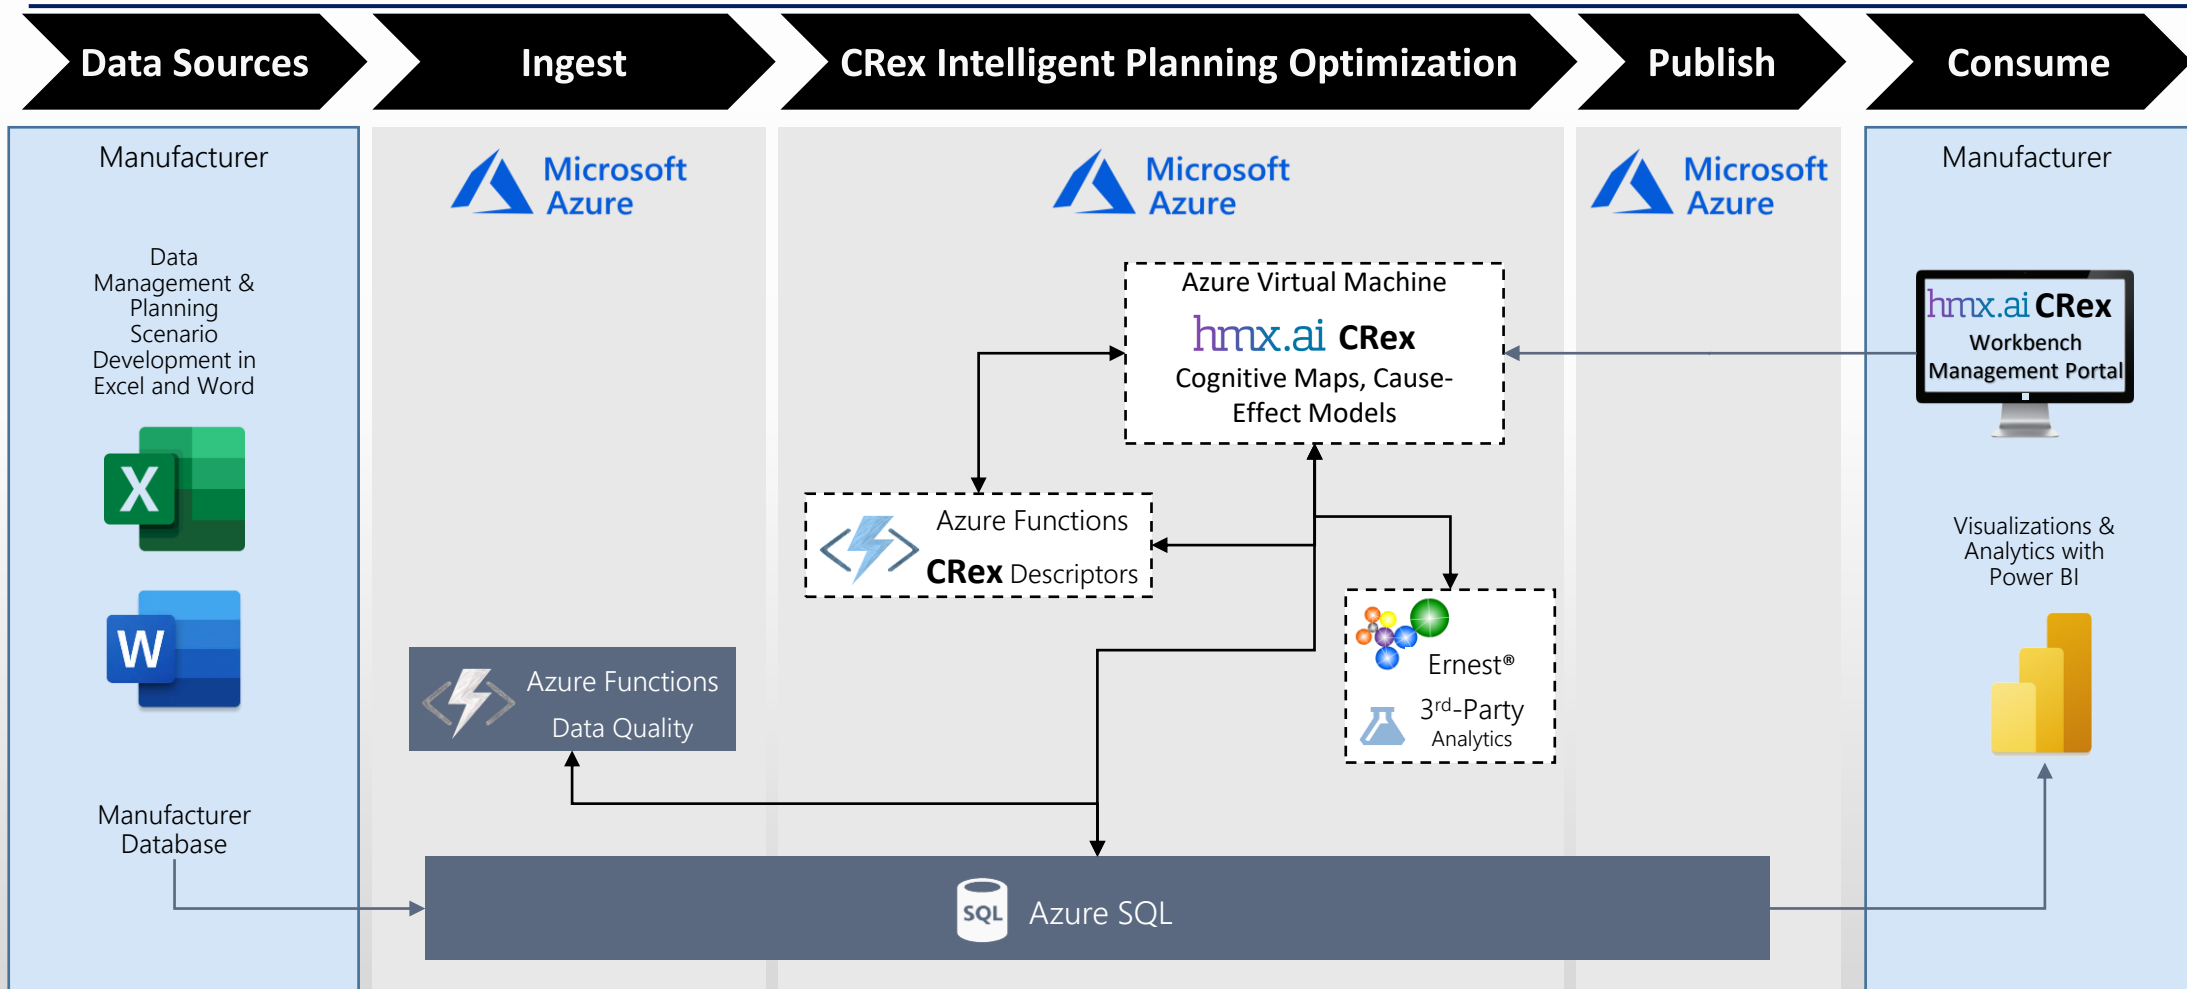 Data Sources
Ingest
CRex Intelligent Planning Optimization
Publish
Consume
Manufacturer
Data
Management &
Planning
Scenario
Development in
Excel and Word
X
W
Manufacturer
Database
Microsoft
Azure
Azure Functions
Data Quality
Microsoft
Azure
Azure Virtual Machine
hmx.ai CRex
Cognitive Maps, Cause-
Effect Models
Azure Functions
CRex Descriptors
Ernest®
3rd-Party
Analytics
SQL
Azure SQL
Microsoft
Azure
Manufacturer
hmx.ai CRex
Workbench
Management Portal
Visualizations &
Analytics with
Power BI